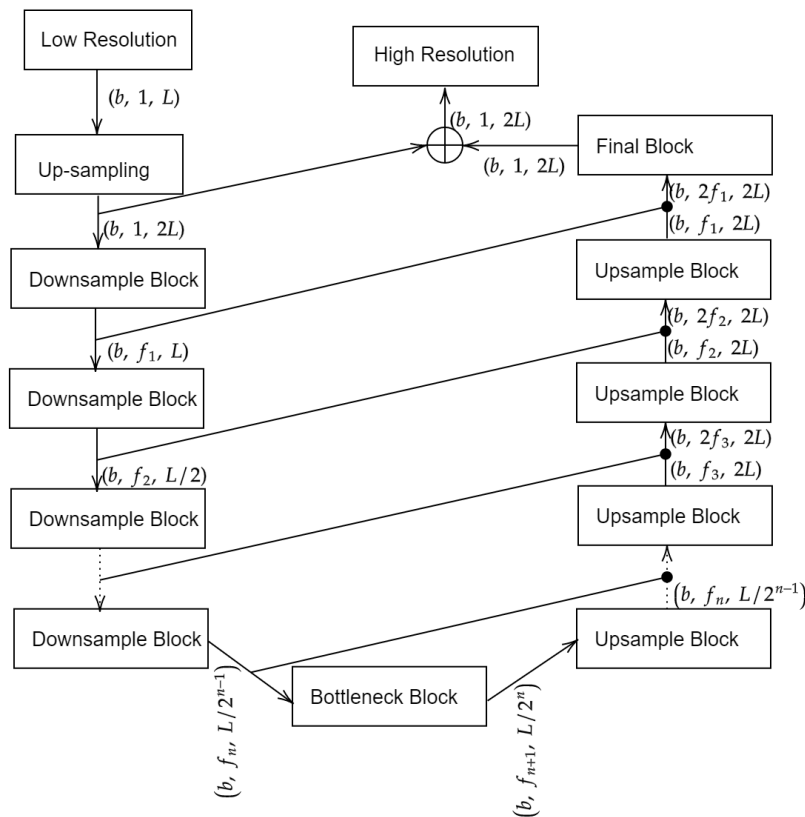 Low Resolution
(b, 1, L)
Up-sampling
(b, 1, 2L)
Downsample Block
(b, f₁, L)
Downsample Block
(b, f₂, L/2)
Downsample Block
Downsample Block
(b, fₙ, L/2ⁿ⁻¹)
Bottleneck Block
(b, fₙ₊₁, L/2ⁿ)
Upsample Block
(b, fₙ, L/2ⁿ⁻¹)
Upsample Block
(b, f₃, 2L)
(b, 2f₃, 2L)
Upsample Block
(b, f₂, 2L)
(b, 2f₂, 2L)
Upsample Block
(b, f₁, 2L)
(b, 2f₁, 2L)
Final Block
(b, 1, 2L)
(b, 1, 2L)
High Resolution